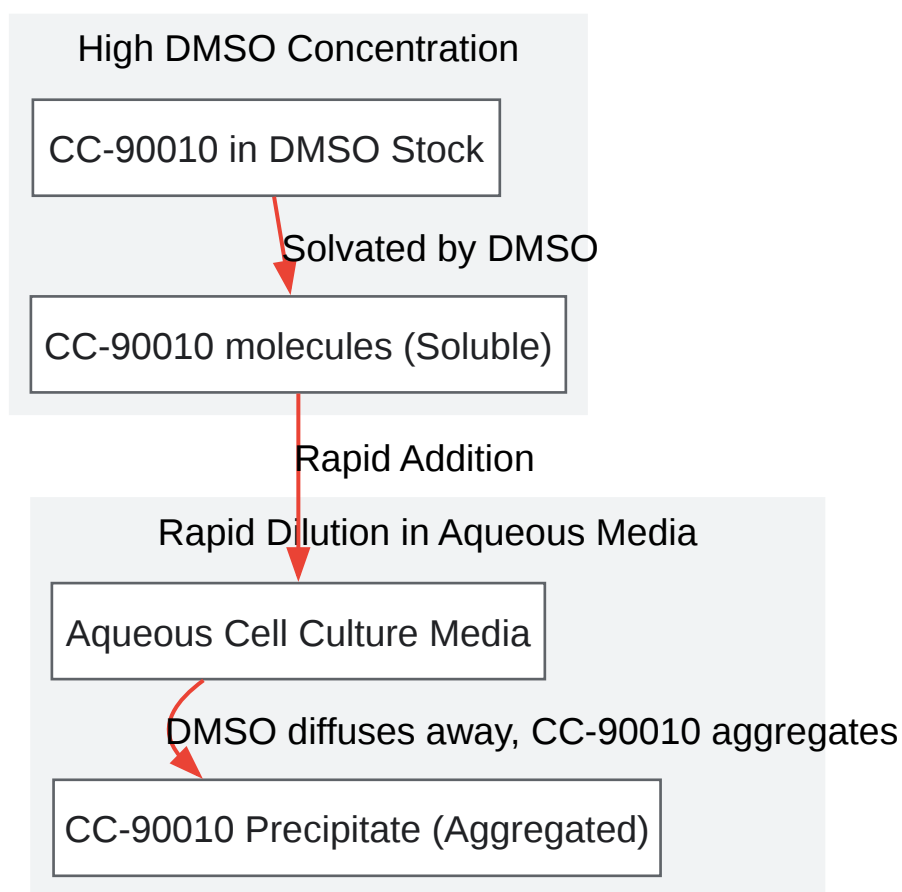 High DMSO Concentration
CC-90010 in DMSO Stock
Solvated by DMSO
CC-90010 molecules (Soluble)
Rapid Addition
Rapid Dilution in Aqueous Media
Aqueous Cell Culture Media
DMSO diffuses away, CC-90010 aggregates
CC-90010 Precipitate (Aggregated)